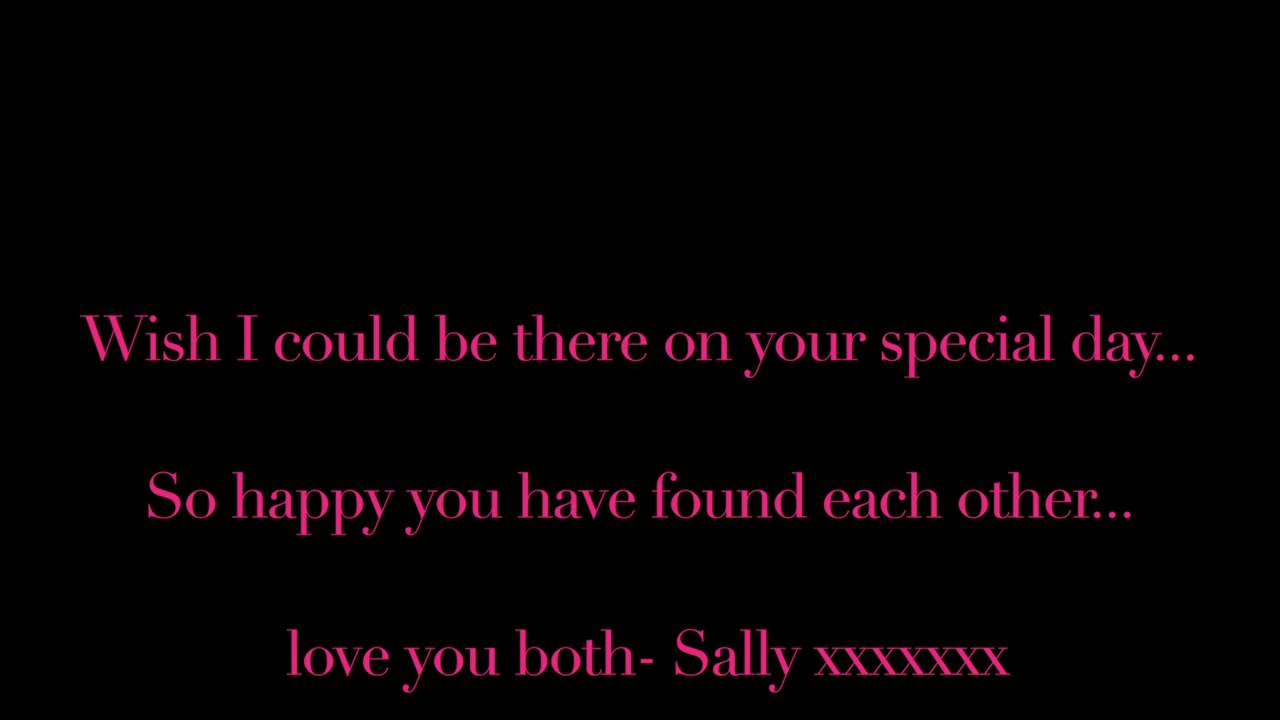 Wish I could be there on your special day...
So happy you have found each other...
love you both- Sally xxxxxxx